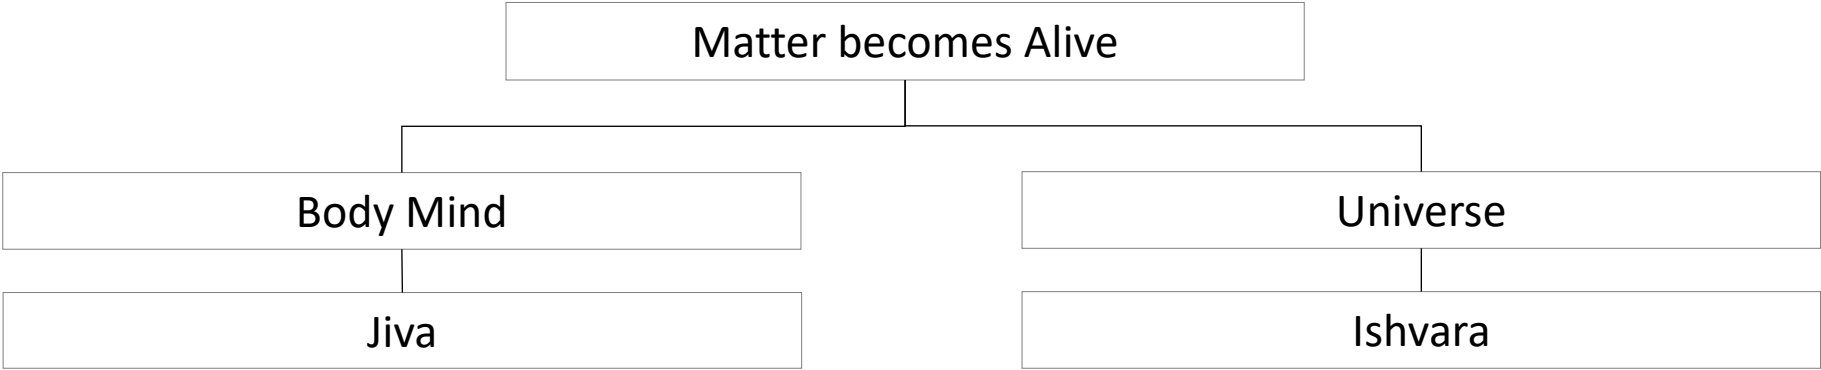 Matter becomes Alive
Body Mind
Universe
Jiva
Ishvara